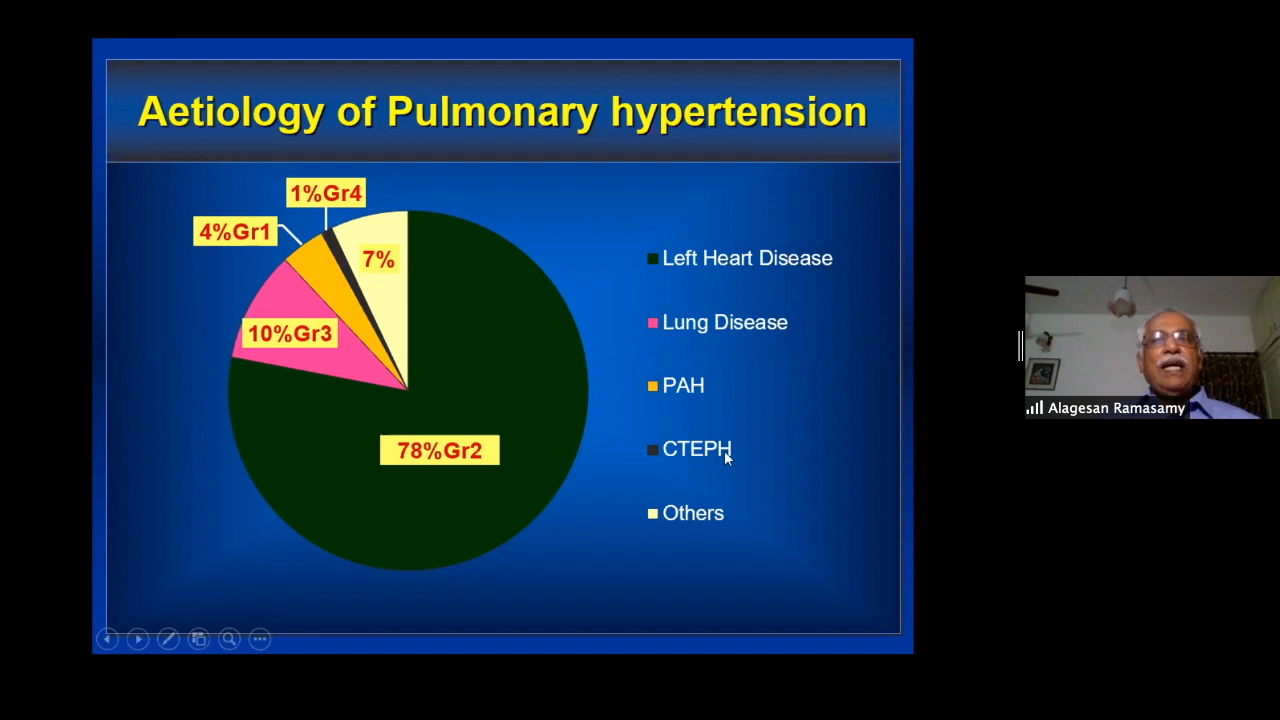 Aetiology of Pulmonary hypertension
1%Gr4
4%Gr1
7%
10%Gr3
78%Gr2
Left Heart Disease
Lung Disease
PAH
CTEPH
Others
Alagesan Ramasamy